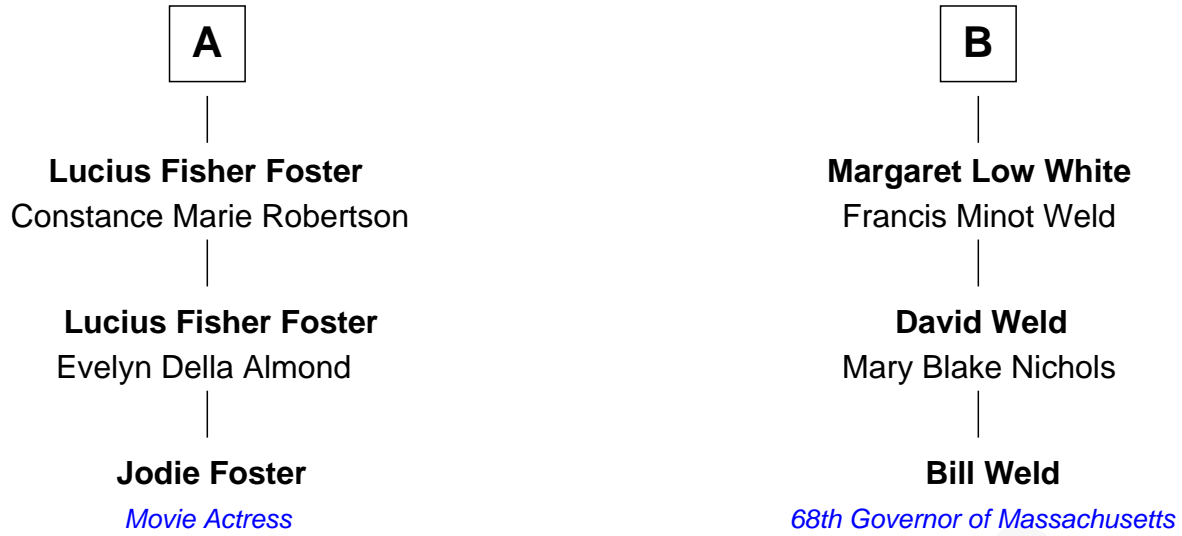 A
Lucius Fisher Foster
Constance Marie Robertson
Lucius Fisher Foster
Evelyn Della Almond
Jodie Foster
Movie Actress
B
Margaret Low White
Francis Minot Weld
David Weld
Mary Blake Nichols
Bill Weld
68th Governor of Massachusetts